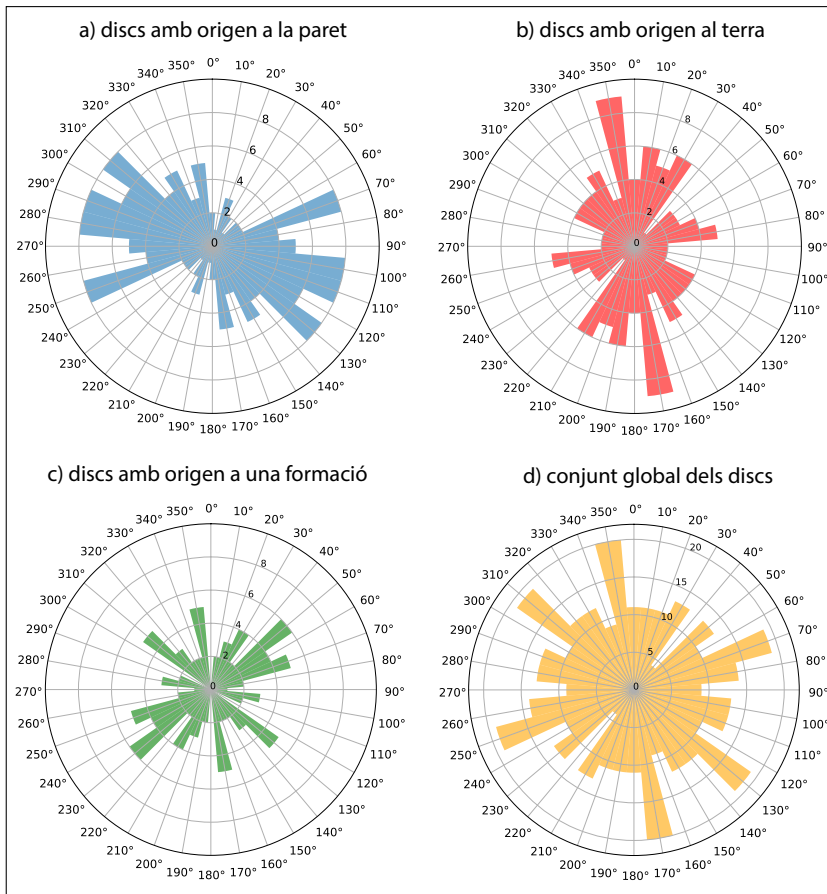 a) discs amb origen a la paret
0° 10° 20° 30° 40° 50° 60° 70° 80° 90° 100° 110° 120° 130° 140° 150° 160° 170° 180° 190° 200° 210° 220° 230° 240° 250° 260° 270° 280° 290° 300° 310° 320° 330° 340° 350°
0 2 4 6 8
b) discs amb origen al terra
0° 10° 20° 30° 40° 50° 60° 70° 80° 90° 100° 110° 120° 130° 140° 150° 160° 170° 180° 190° 200° 210° 220° 230° 240° 250° 260° 270° 280° 290° 300° 310° 320° 330° 340° 350°
0 2 4 6 8
c) discs amb origen a una formació
0° 10° 20° 30° 40° 50° 60° 70° 80° 90° 100° 110° 120° 130° 140° 150° 160° 170° 180° 190° 200° 210° 220° 230° 240° 250° 260° 270° 280° 290° 300° 310° 320° 330° 340° 350°
0 2 4 6 8
d) conjunt global dels discs
0° 10° 20° 30° 40° 50° 60° 70° 80° 90° 100° 110° 120° 130° 140° 150° 160° 170° 180° 190° 200° 210° 220° 230° 240° 250° 260° 270° 280° 290° 300° 310° 320° 330° 340° 350°
0 5 10 15 20